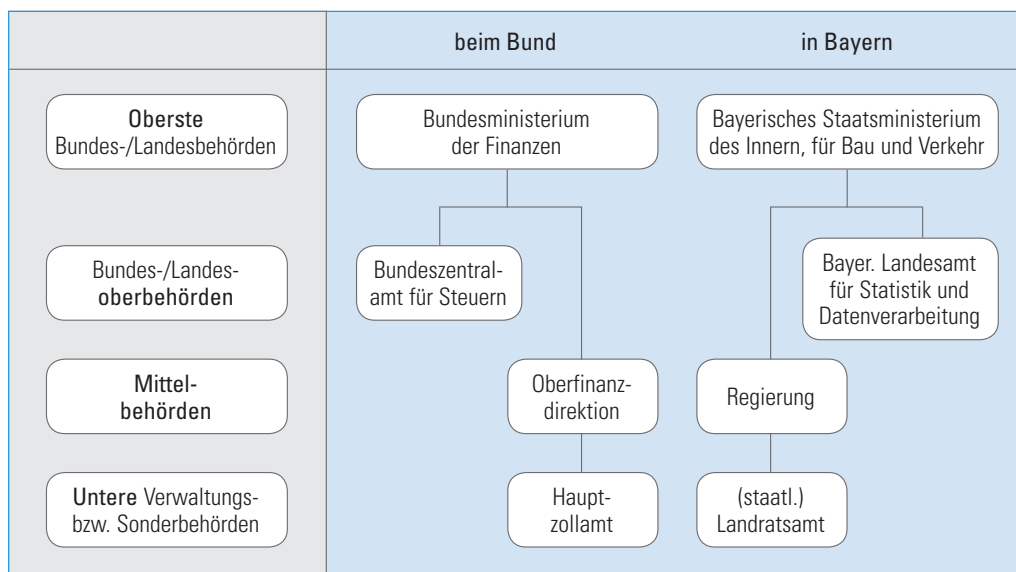 beim Bund
in Bayern
Oberste
Bundes-/Landesbehörden
Bundesministerium
der Finanzen
Bayerisches Staatsministerium
des Innern, für Bau und Verkehr
Bundes-/Landes-
oberbehörden
Bundeszentral-
amt für Steuern
Bayer. Landesamt
für Statistik und
Datenverarbeitung
Mittel-
behörden
Oberfinanz-
direktion
Regierung
Untere Verwaltungs-
bzw. Sonderbehörden
Haupt-
zollamt
(staatl.)
Landratsamt